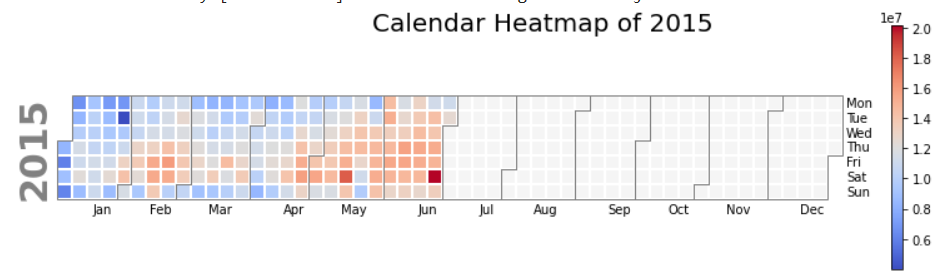 Calendar Heatmap of 2015
1e7
2.0
1.8
1.6
1.4
1.2
1.0
0.8
0.6
2015
Mon
Tue
Wed
Thu
Fri
Sat
Sun
Jan Feb Mar Apr May Jun Jul Aug Sep Oct Nov Dec